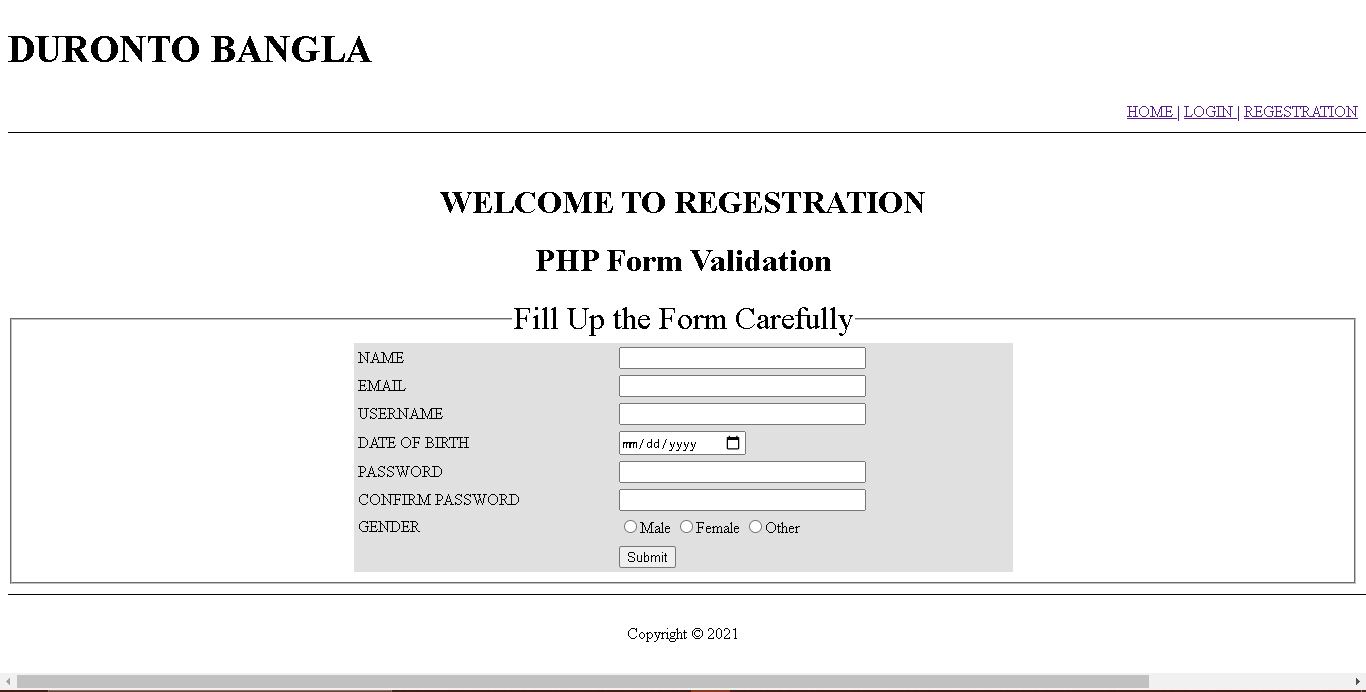 DURONTO BANGLA
HOME | LOGIN | REGESTRATION
WELCOME TO REGESTRATION
PHP Form Validation
Fill Up the Form Carefully
NAME
EMAIL
USERNAME
DATE OF BIRTH mm/dd/yyyy
PASSWORD
CONFIRM PASSWORD
GENDER Male Female Other
Submit
Copyright © 2021